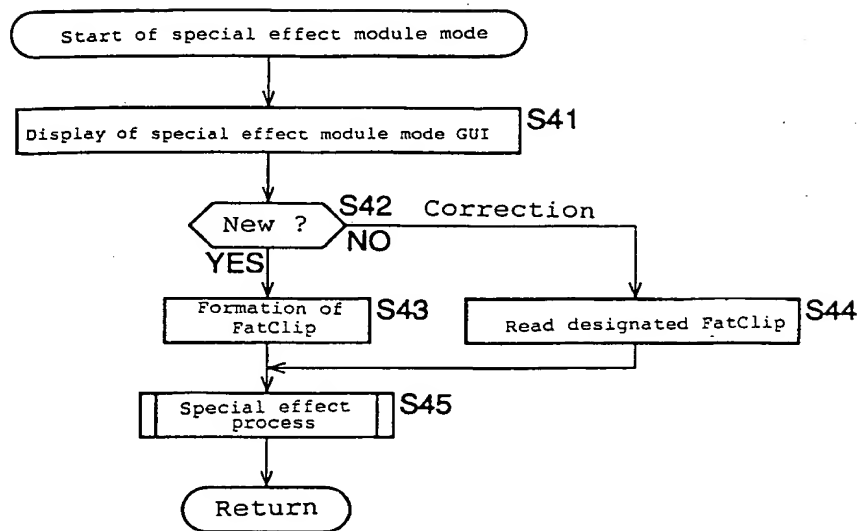 Start of special effect module mode
Display of special effect module mode GUI
S41
New ?
S42
Correction
NO
YES
Formation of
FatClip
S43
Read designated FatClip
S44
Special effect
process
S45
Return